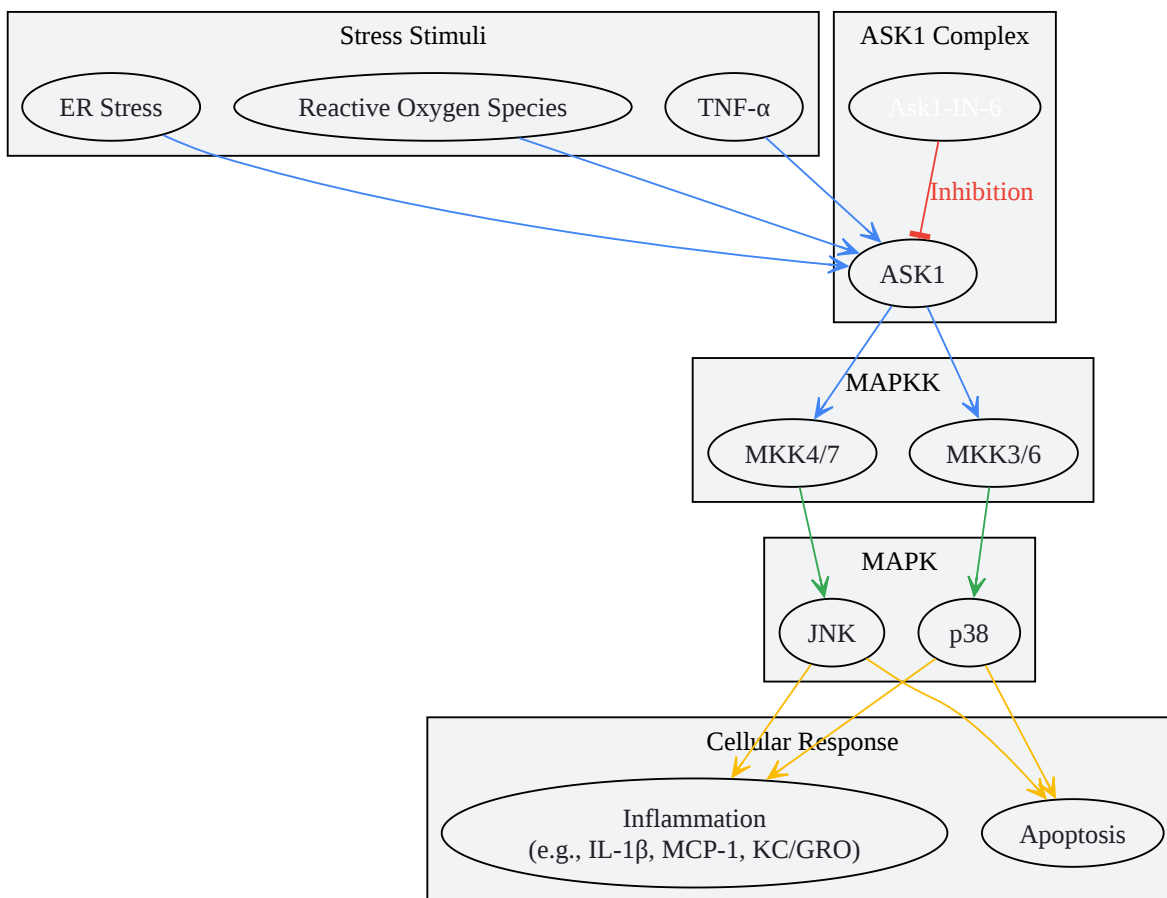 Stress Stimuli
ASK1 Complex
ER Stress
Reactive Oxygen Species
TNF-α
Ask1-IN-6
Inhibition
ASK1
MAPKK
MKK4/7
MKK3/6
MAPK
JNK
p38
Cellular Response
Inflammation
(e.g., IL-1β, MCP-1, KC/GRO)
Apoptosis